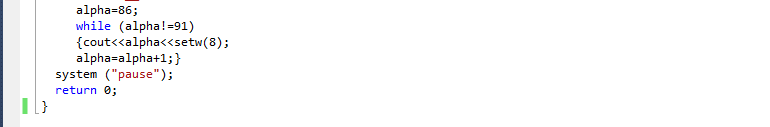 alpha=86;
while (alpha!=91)
{cout<<alpha<<setw(8);
alpha=alpha+1;}
system ("pause");
return 0;
}